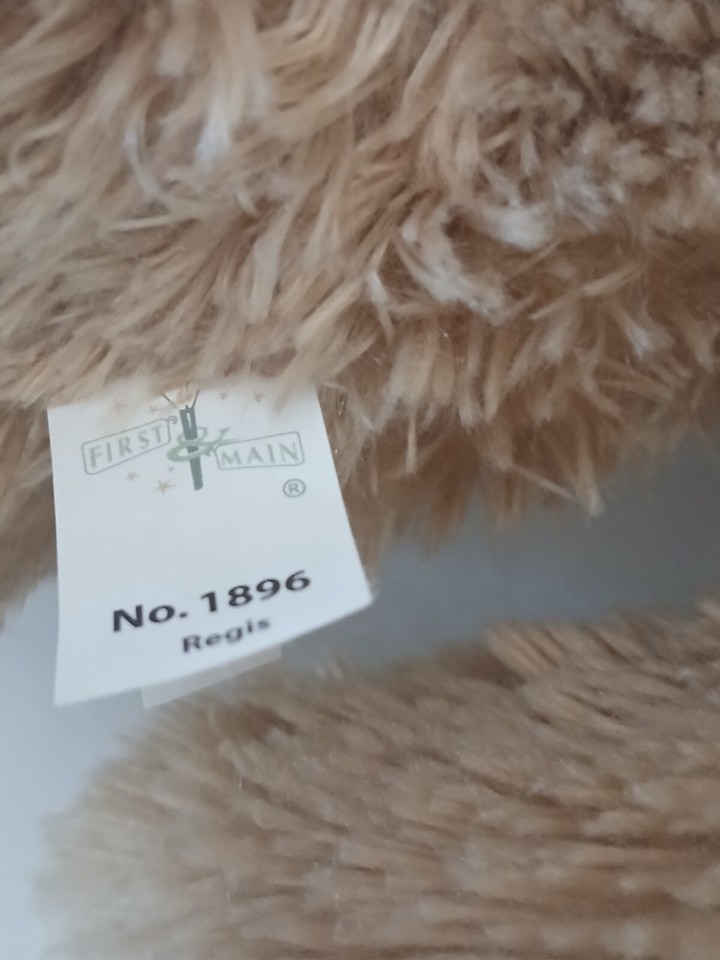 FIRST & MAIN
®
No. 1896
Regis